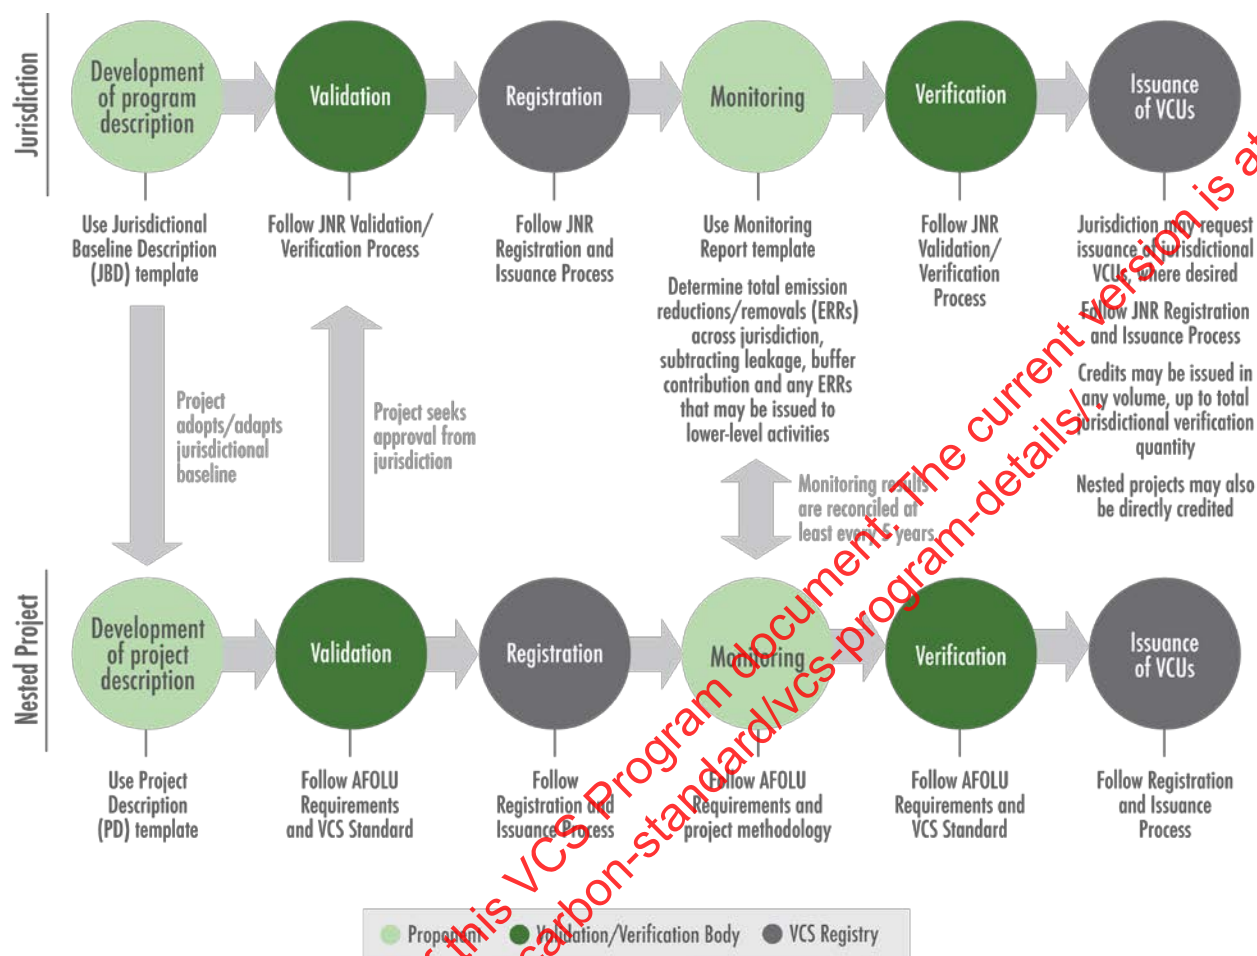 Jurisdiction
Development
of program
description
Validation
Registration
Monitoring
Verification
Issuance
of VCUs
Use Jurisdictional
Baseline Description
(JBD) template
Follow JNR Validation/
Verification Process
Follow JNR
Registration and
Issuance Process
Use Monitoring
Report template
Determine total emission
reductions/removals (ERRs)
across jurisdiction,
subtracting leakage, buffer
contribution and any ERRs
that may be issued to
lower-level activities
Follow JNR
Validation/
Verification
Process
Jurisdiction may request
issuance of jurisdictional
VCUs, where desired
Follow JNR Registration
and Issuance Process
Credits may be issued in
any volume, up to total
jurisdictional verification
quantity
Nested projects may also
be directly credited
Project
adopts/adapts
jurisdictional
baseline
Project seeks
approval from
jurisdiction
Monitoring results
are reconciled at
least every 5 years
Nested Project
Development
of project
description
Validation
Registration
Monitoring
Verification
Issuance
of VCUs
Use Project
Description
(PD) template
Follow AFOLU
Requirements
and VCS Standard
Follow
Registration and
Issuance Process
Follow AFOLU
Requirements and
project methodology
Follow AFOLU
Requirements and
VCS Standard
Follow Registration
and Issuance
Process
Proponent
Validation/Verification Body
VCS Registry
this VCS Program document. The current version is at
carbon-standard/vcs-program-details/.